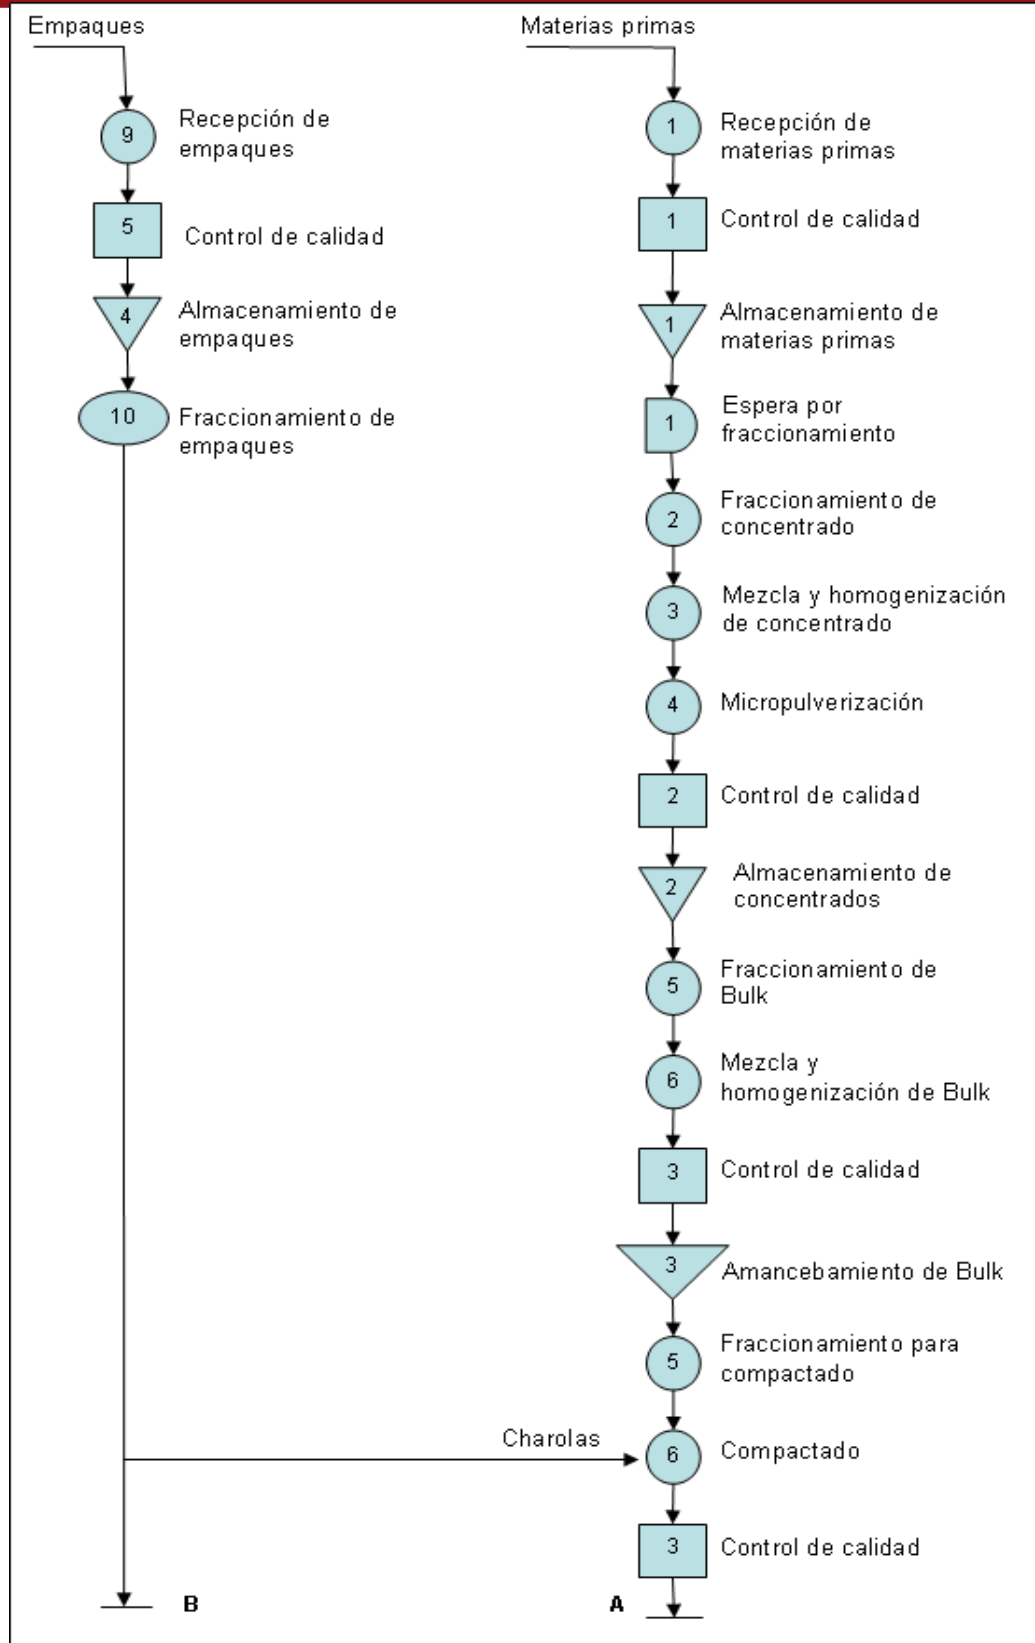 Empaques
9
Recepción de
empaques
5
Control de calidad
4
Almacenamiento de
empaques
10
Fraccionamiento de
empaques
B
Materias primas
1
Recepción de
materias primas
1
Control de calidad
1
Almacenamiento de
materias primas
1
Espera por
fraccionamiento
2
Fraccionamiento de
concentrado
3
Mezcla y homogenización
de concentrado
4
Micropulverización
2
Control de calidad
2
Almacenamiento de
concentrados
5
Fraccionamiento de
Bulk
6
Mezcla y
homogenización de Bulk
3
Control de calidad
3
Amancebamiento de Bulk
5
Fraccionamiento para
compactado
Charolas
6
Compactado
3
Control de calidad
A